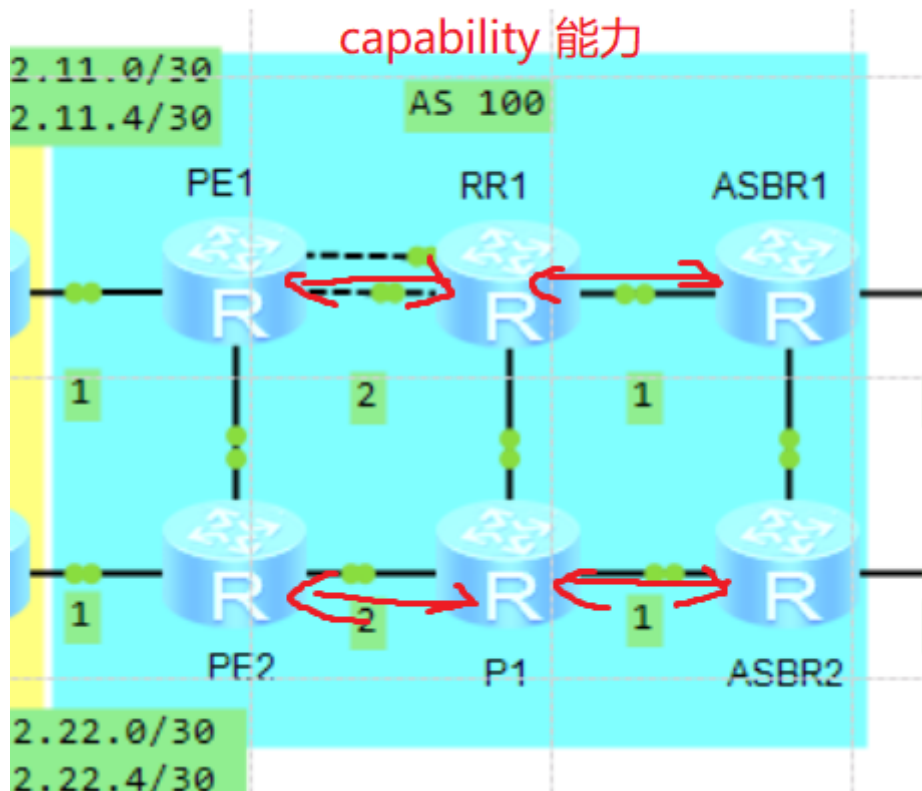 capability 能力
2.11.0/30
2.11.4/30
AS 100
PE1
RR1
ASBR1
R
R
R
1
2
1
R
R
R
1
2
1
PE2
P1
ASBR2
2.22.0/30
2.22.4/30